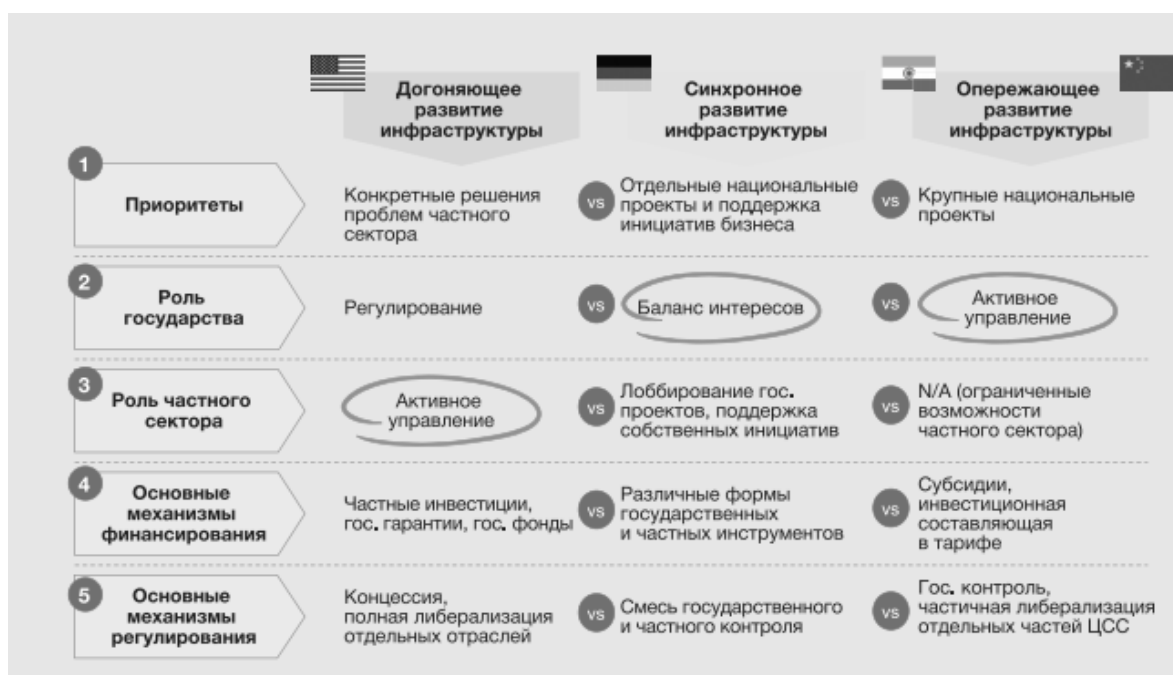 Догоняющее
развитие
инфраструктуры
Синхронное
развитие
инфраструктуры
Опережающее
развитие
инфраструктуры
1
Приоритеты
Конкретные решения
проблем частного
сектора
vs
Отдельные национальные
проекты и поддержка
инициатив бизнеса
vs
Крупные национальные
проекты
2
Роль
государства
Регулирование
vs
Баланс интересов
vs
Активное
управление
3
Роль частного
сектора
Активное
управление
vs
Лоббирование гос.
проектов, поддержка
собственных инициатив
vs
N/A (ограниченные
возможности
частного сектора)
4
Основные
механизмы
финансирования
Частные инвестиции,
гос. гарантии, гос. фонды
vs
Различные формы
государственных
и частных инструментов
vs
Субсидии,
инвестиционная
составляющая
в тарифе
5
Основные
механизмы
регулирования
Концессия,
полная либерализация
отдельных отраслей
vs
Смесь государственного
и частного контроля
vs
Гос. контроль,
частичная либерализация
отдельных частей ЦСС